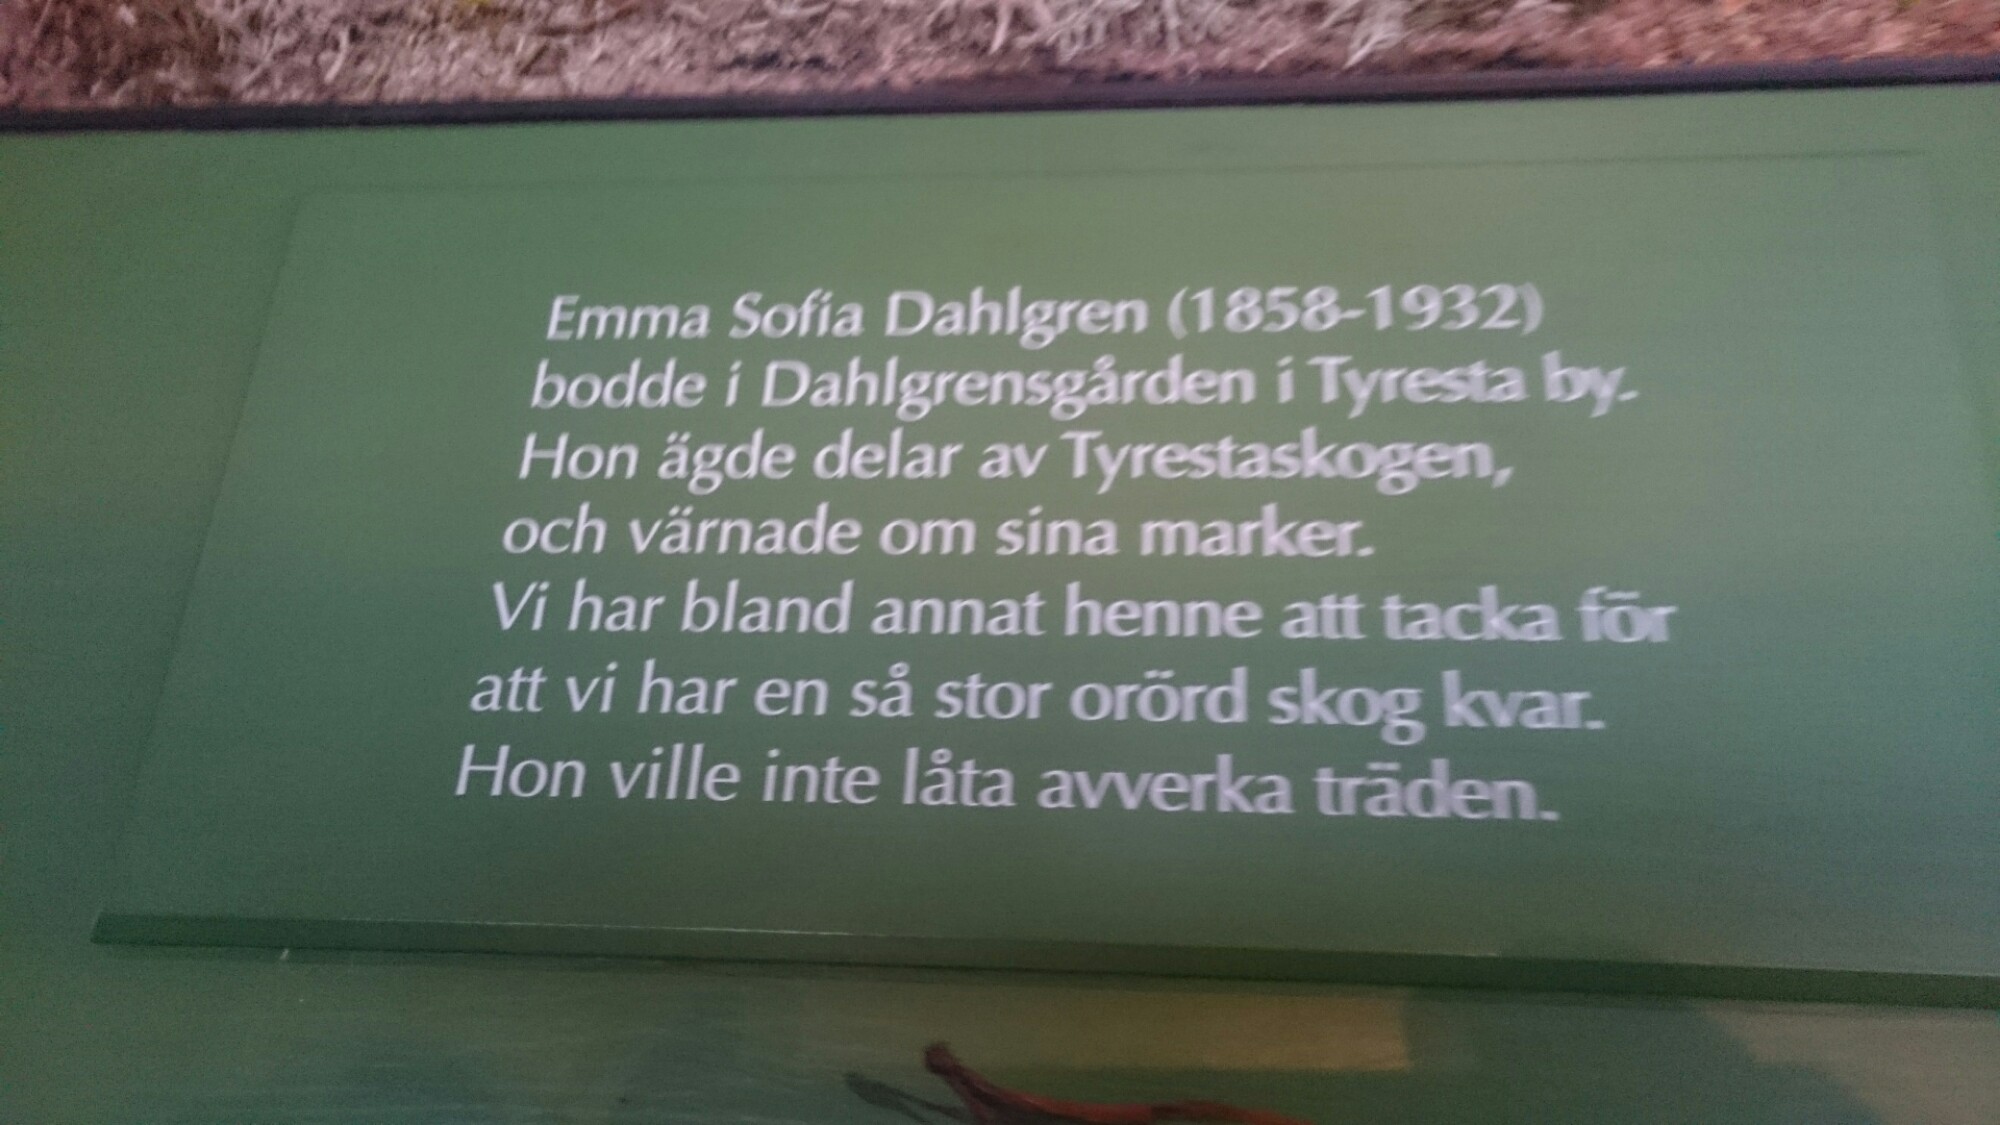 Emma Sofia Dahlgren (1858-1932)
bodde i Dahlgrensgården i Tyresta by.
Hon ägde delar av Tyrestaskogen,
och värnade om sina marker.
Vi har bland annat henne att tacka för
att vi har en så stor orörd skog kvar.
Hon ville inte låta avverka träden.